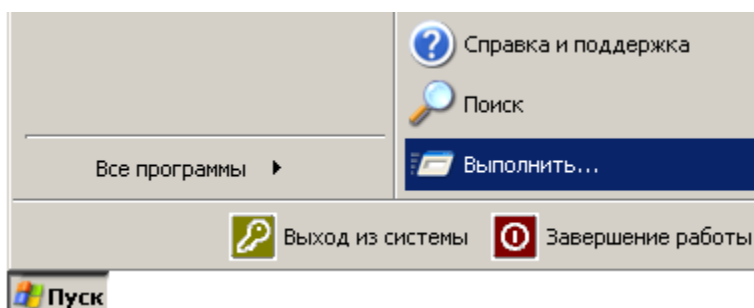 Справка и поддержка
Поиск
Все программы
Выполнить...
Выход из системы
Завершение работы
Пуск